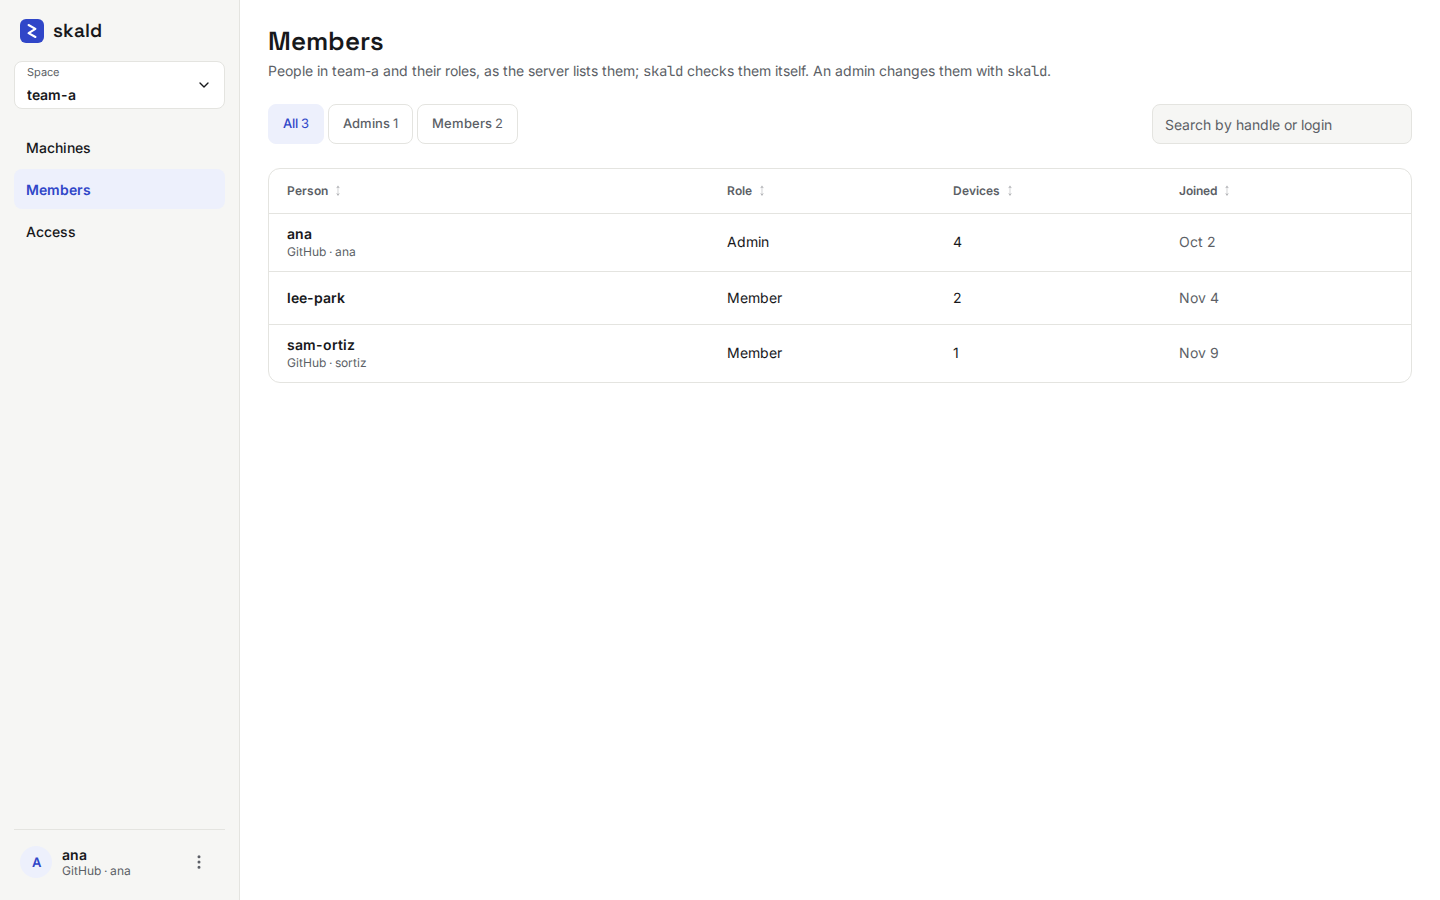 skald
Space
team-a
Machines
Members
Access
A
ana
GitHub · ana
Members
People in team-a and their roles, as the server lists them; skald checks them itself. An admin changes them with skald.
All 3
Admins 1
Members 2
Search by handle or login
Person Role Devices Joined
ana
GitHub · ana
Admin 4 Oct 2
lee-park Member 2 Nov 4
sam-ortiz
GitHub · sortiz
Member 1 Nov 9